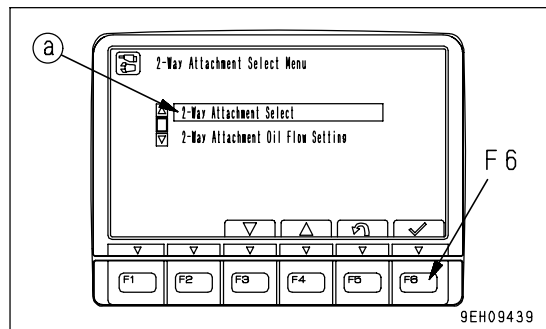 a
2-Way Attachment Select Menu
2-Way Attachment Select
2-Way Attachment Oil Flow Setting
F6
F1 F2 F3 F4 F5 F6
9EH09439